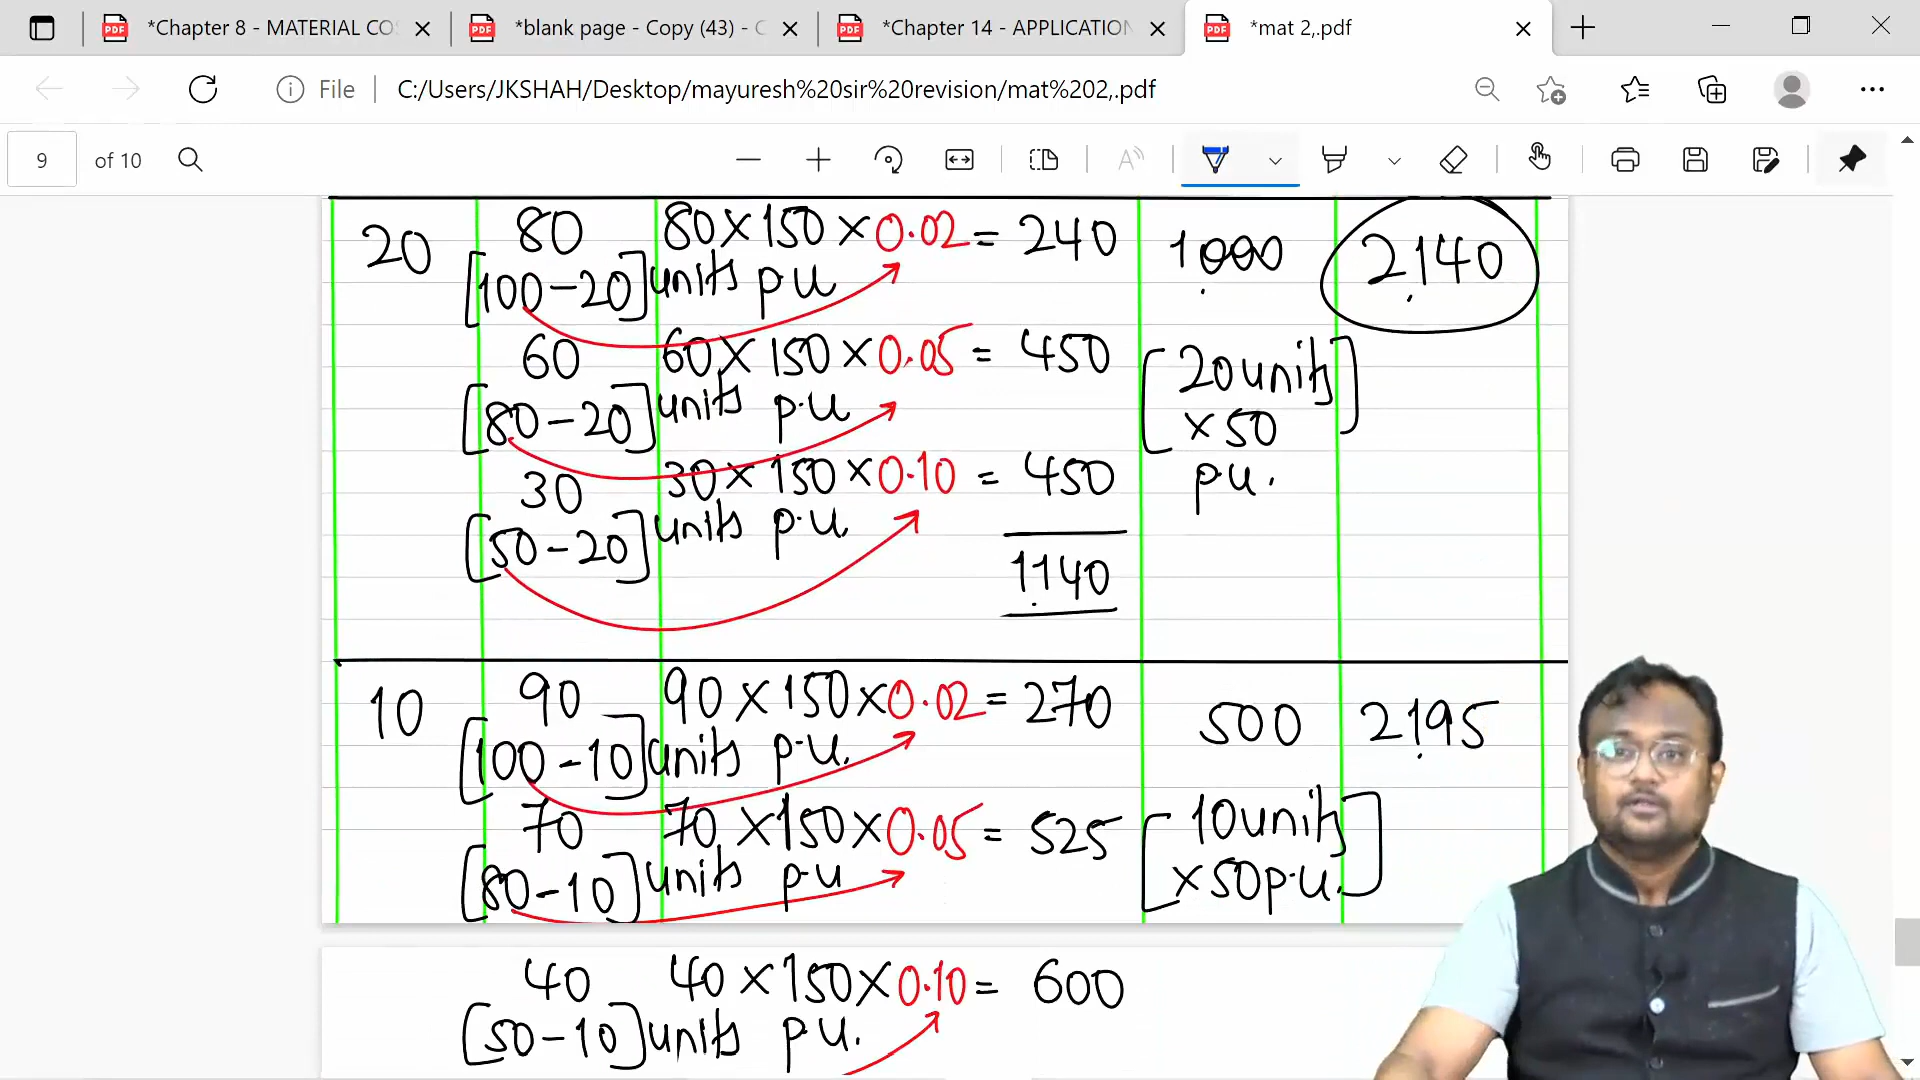 *Chapter 8 - MATERIAL COS
*blank page - Copy (43) - C
*Chapter 14 - APPLICATION
*mat 2,.pdf
File
C:/Users/JKSHAH/Desktop/mayuresh%20sir%20revision/mat%202,.pdf
9 of 10
20 80 80×150×0.02 = 240 1000 2140
[100-20] units p.u
60 60× 150×0.05 = 450 [20units]
[80-20] units p.u ×50
30 30× 150×0.10 = 450 p.u.
[50-20] units p.u.
1140
10 90 90×150×0.02 = 270 500 2195
[100-10] units p.u.
70 70 ×150×0.05 = 525 [10units
[80-10] units p.u ×50p.u.]
40 40 ×150×0.10 = 600
[50-10] units p.u.